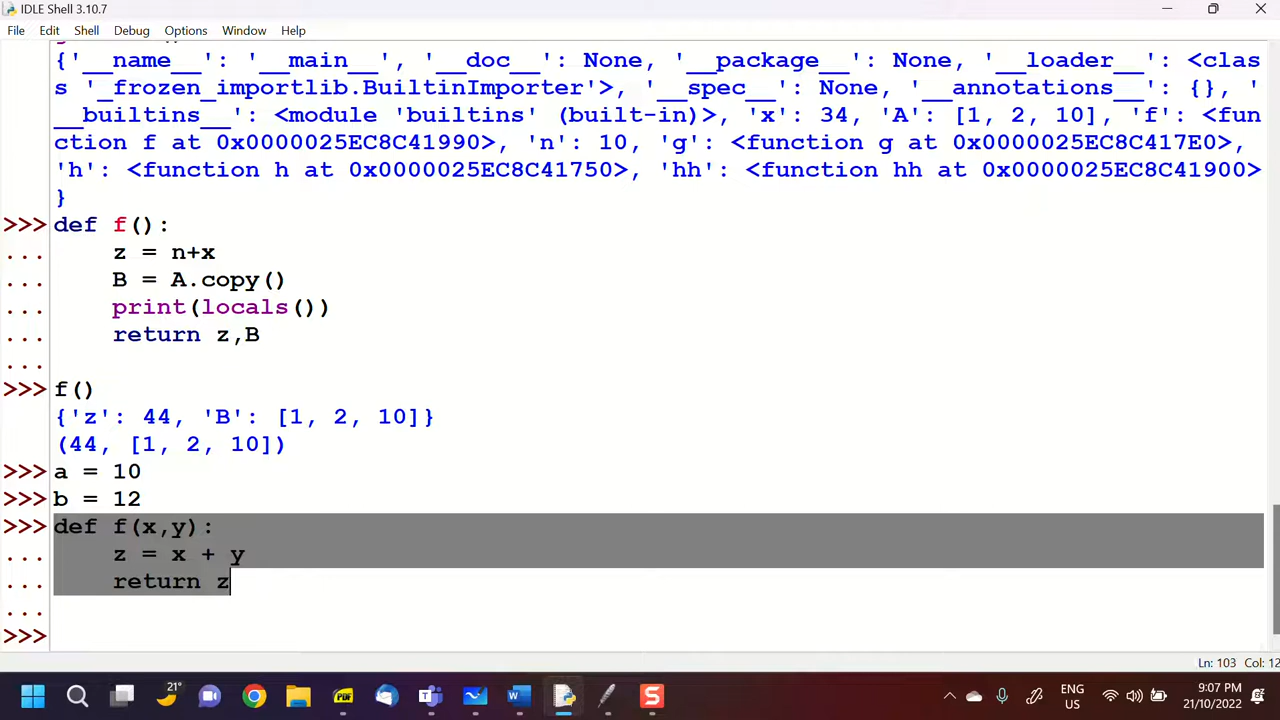 IDLE Shell 3.10.7
File Edit Shell Debug Options Window Help
{'__name__': '__main__', '__doc__': None, '__package__': None, '__loader__': <clas
s '_frozen_importlib.BuiltinImporter'>, '__spec__': None, '__annotations__': {}, '
__builtins__': <module 'builtins' (built-in)>, 'x': 34, 'A': [1, 2, 10], 'f': <fun
ction f at 0x0000025EC8C41990>, 'n': 10, 'g': <function g at 0x0000025EC8C417E0>,
'h': <function h at 0x0000025EC8C41750>, 'hh': <function hh at 0x0000025EC8C41900>
}
>>> def f():
... z = n+x
... B = A.copy()
... print(locals())
... return z,B
...
>>> f()
{'z': 44, 'B': [1, 2, 10]}
(44, [1, 2, 10])
>>> a = 10
>>> b = 12
>>> def f(x,y):
... z = x + y
... return z
...
>>>
Ln: 103 Col: 12
21°
PDF
W
S
ENG
US
9:07 PM
21/10/2022